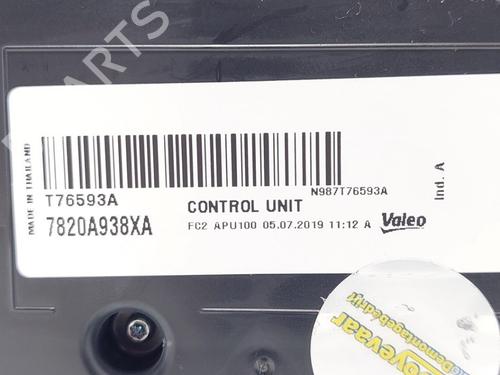 PARTS
MADE IN THAILAND
T76593A
N987T76593A
Ind. A
7820A938XA
CONTROL UNIT
FC2 APU100 05.07.2019 11:12 A
Valeo